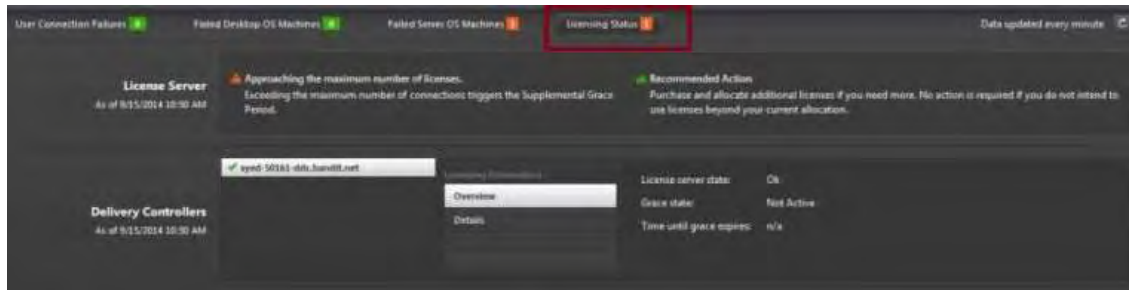 User Connection Failures
Failed Desktop OS Machines
Failed Server OS Machines 1
Licensing Status 1
Data updated every minute
License Server
As of 9/15/2014 10:50 AM
Approaching the maximum number of licenses.
Exceeding the maximum number of connections triggers the Supplemental Grace
Period.
Recommended Action
Purchase and allocate additional licenses if you need more. No action is required if you do not intend to
use licenses beyond your current allocation.
Delivery Controllers
As of 9/15/2014 10:50 AM
Overview
Details
License server state: Ok
Grace state: Not Active
Time until grace expires: n/a